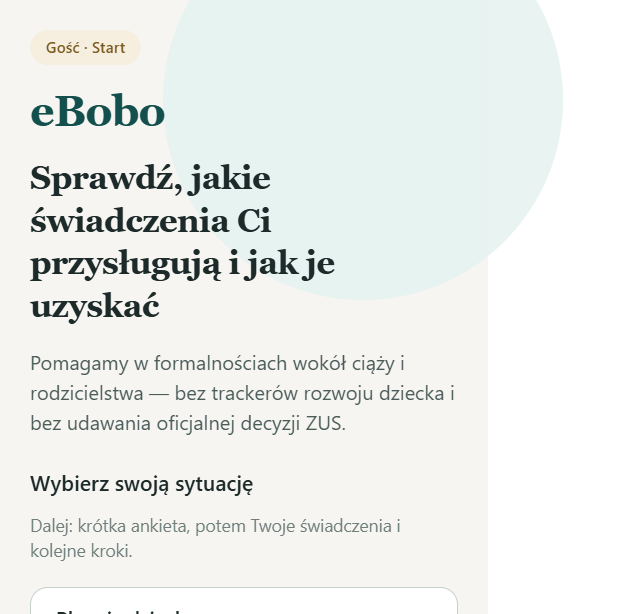 Gość · Start
eBobo
Sprawdź, jakie
świadczenia Ci
przysługują i jak je
uzyskać
Pomagamy w formalnościach wokół ciąży i
rodzicielstwa — bez trackerów rozwoju dziecka i
bez udawania oficjalnej decyzji ZUS.
Wybierz swoją sytuację
Dalej: krótka ankieta, potem Twoje świadczenia i
kolejne kroki.